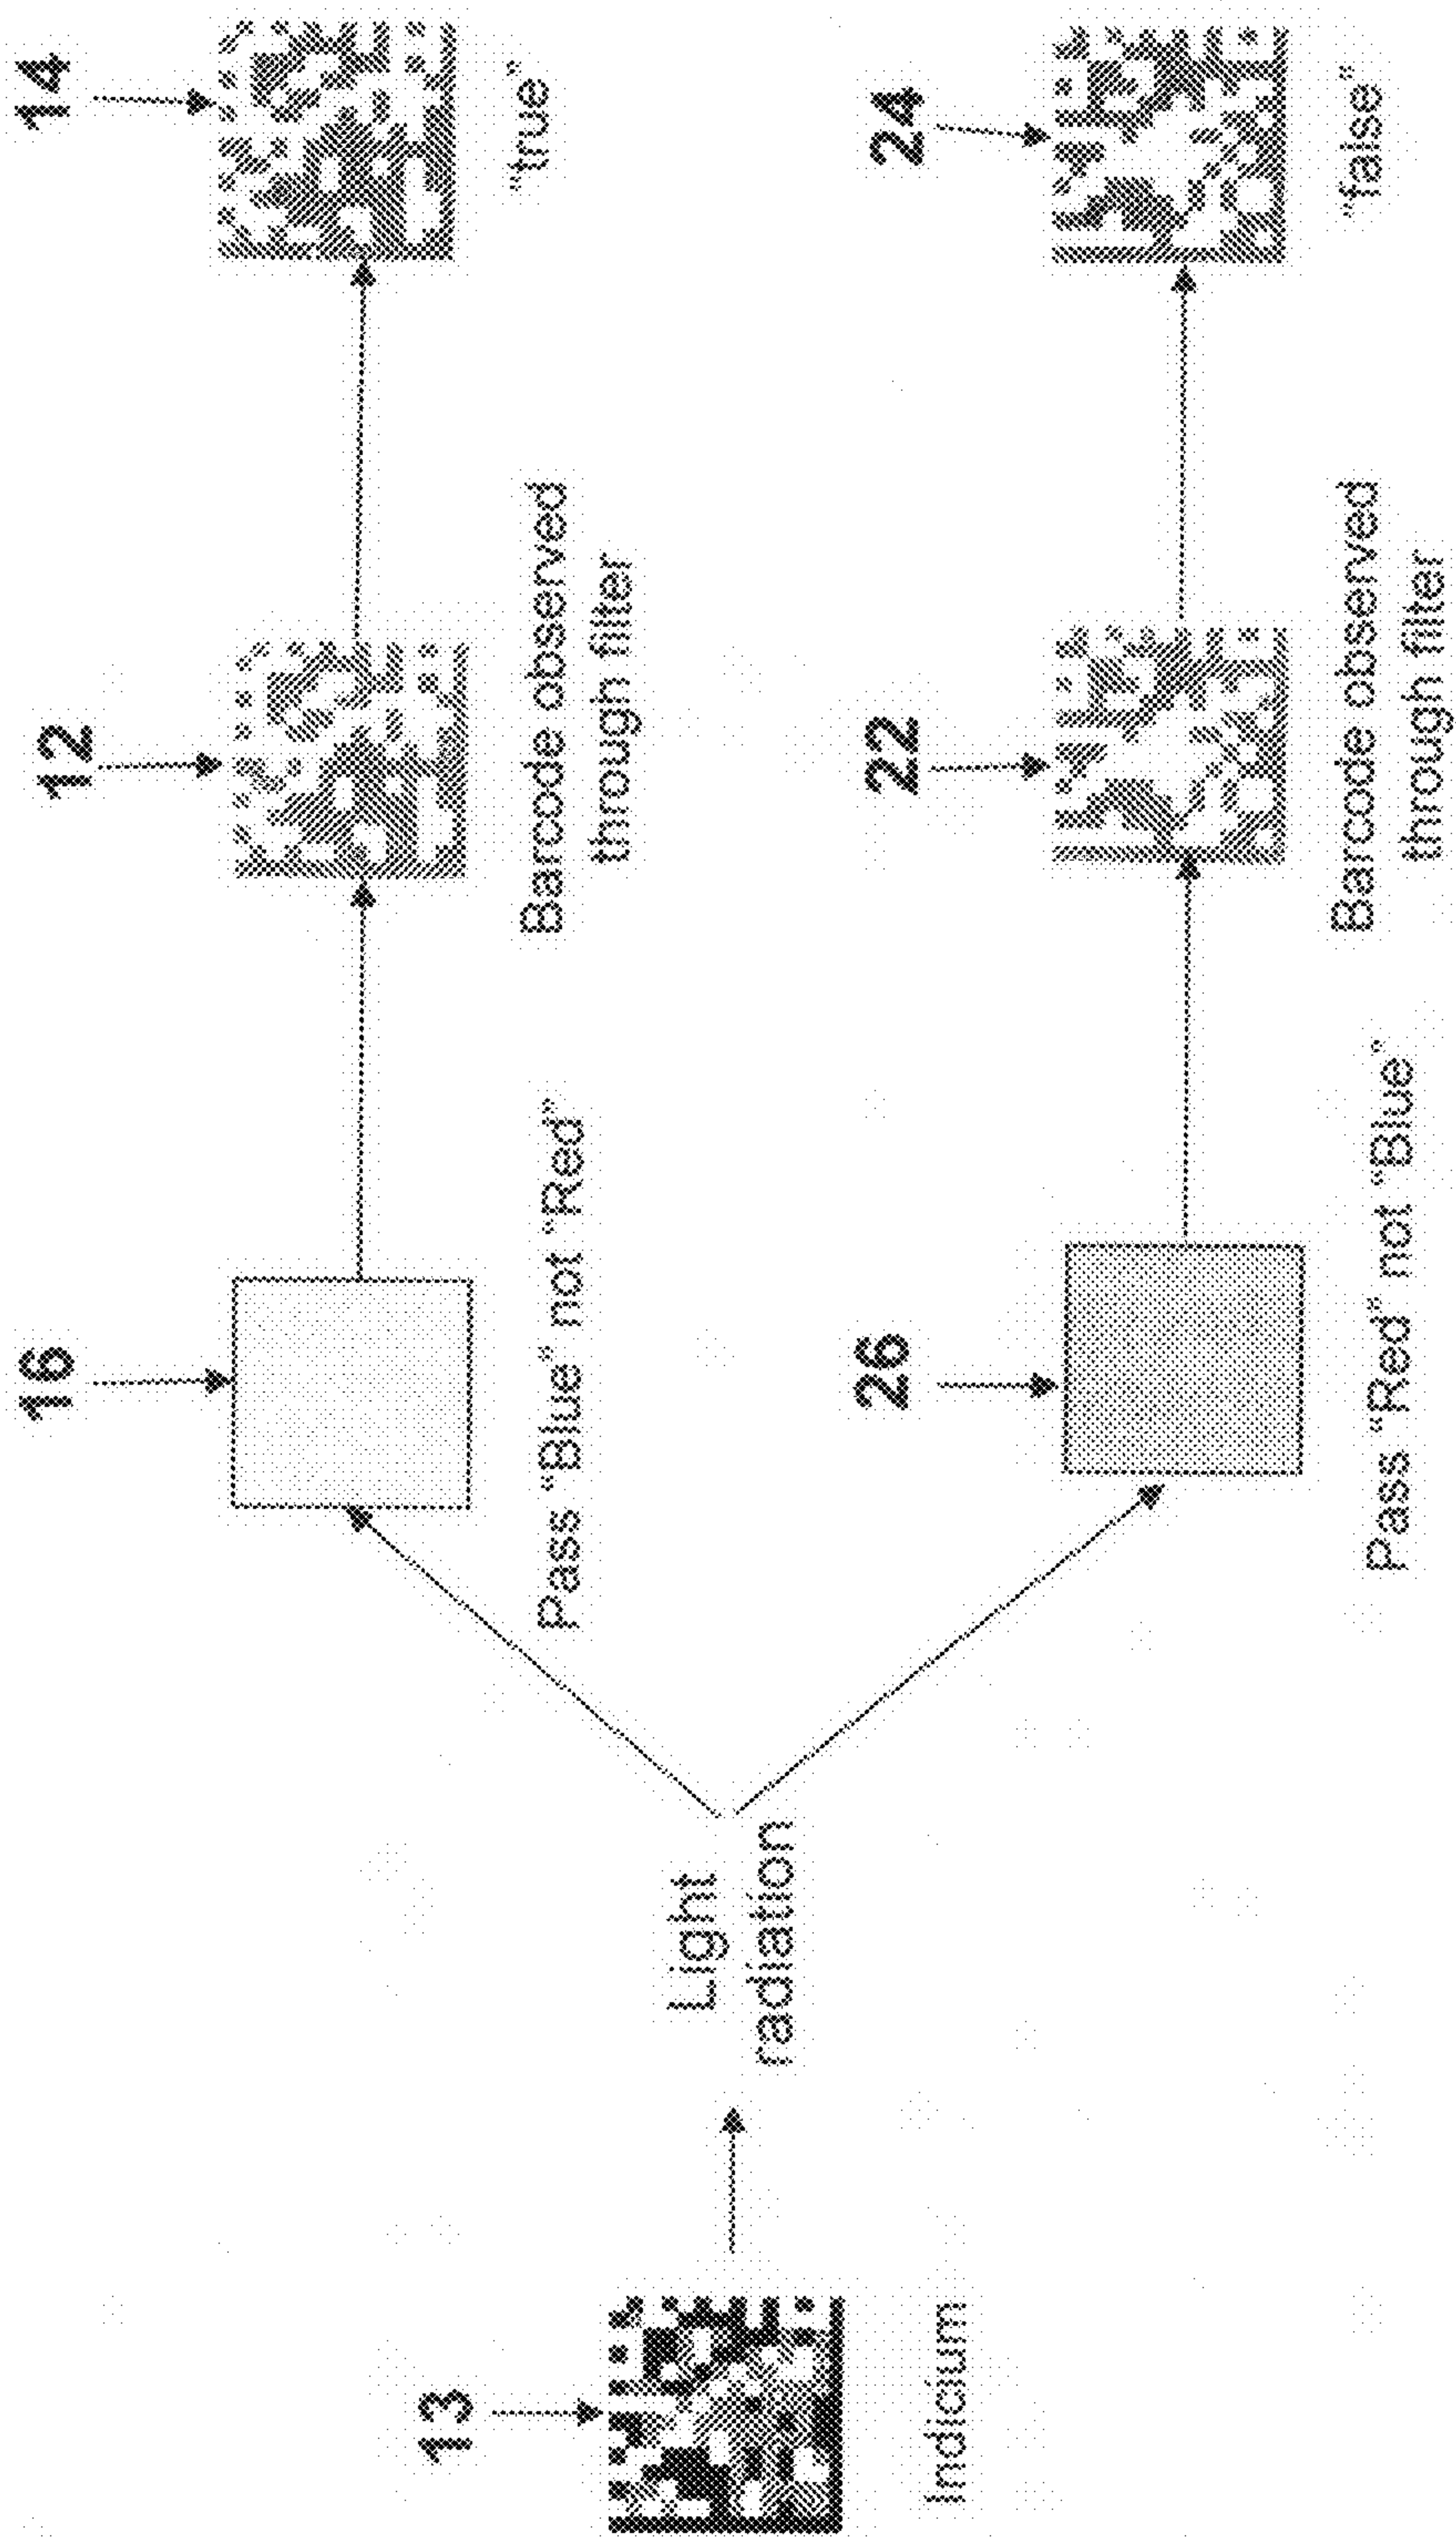 16
12
14
Pass "Blue" not "Red"
Barcode observed
through filter
"true"
13
Indicium
Light
radiation
26
22
24
Pass "Red" not "Blue"
Barcode observed
through filter
"false"